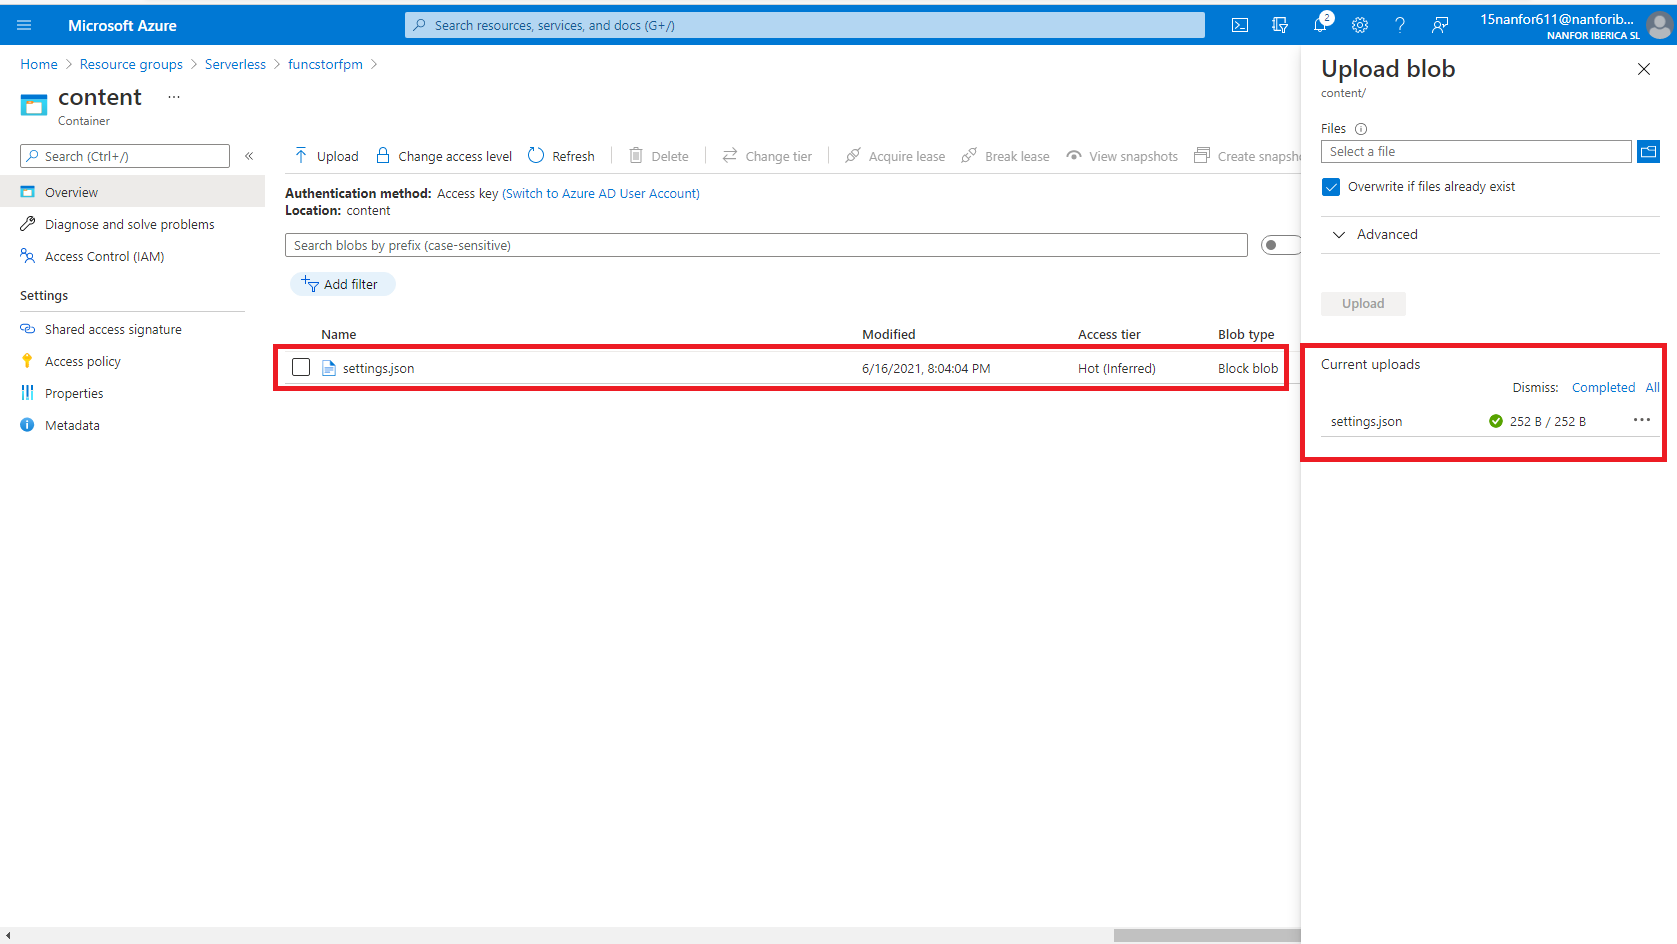 Microsoft Azure
Search resources, services, and docs (G+/)
2
15nanfor611@nanforib...
NANFOR IBERICA SL
Home > Resource groups > Serverless > funcstorfpm >
content ...
Container
Search (Ctrl+/)
«
Overview
Diagnose and solve problems
Access Control (IAM)
Settings
Shared access signature
Access policy
Properties
Metadata
Upload
Change access level
Refresh
Delete
Change tier
Acquire lease
Break lease
View snapshots
Create snapsh
Authentication method: Access key (Switch to Azure AD User Account)
Location: content
Search blobs by prefix (case-sensitive)
Add filter
Name Modified Access tier Blob type
settings.json 6/16/2021, 8:04:04 PM Hot (Inferred) Block blob
Upload blob
content/
Files
Select a file
Overwrite if files already exist
Advanced
Upload
Current uploads
Dismiss: Completed All
settings.json 252 B / 252 B ...